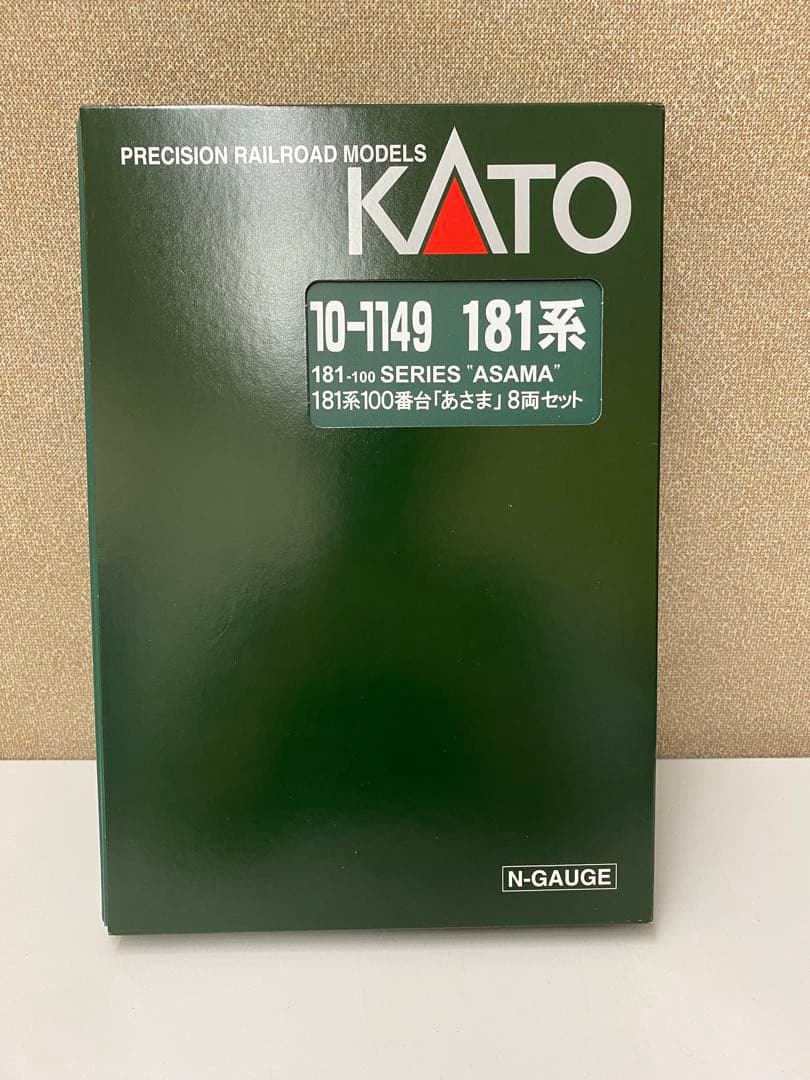 PRECISION RAILROAD MODELS
KATO
10-1149 181系
181-100 SERIES "ASAMA"
181系100番台「あさま」8両セット
N-GAUGE